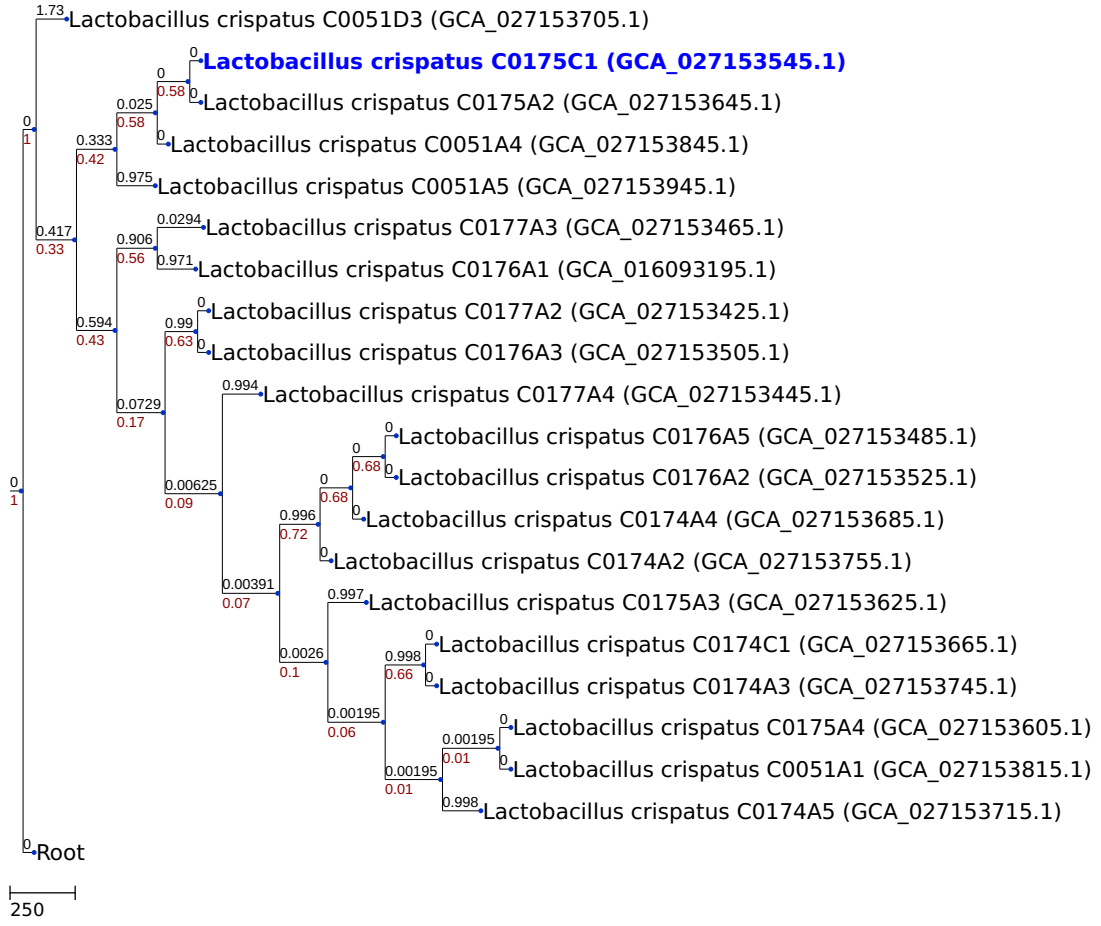 1.73 Lactobacillus crispatus C0051D3 (GCA_027153705.1)
0 Lactobacillus crispatus C0175C1 (GCA_027153545.1)
0
0.58
0 Lactobacillus crispatus C0175A2 (GCA_027153645.1)
0.025
0.58
0 Lactobacillus crispatus C0051A4 (GCA_027153845.1)
0
1
0.333
0.42
0.975 Lactobacillus crispatus C0051A5 (GCA_027153945.1)
0.0294 Lactobacillus crispatus C0177A3 (GCA_027153465.1)
0.417
0.33
0.906
0.56
0.971 Lactobacillus crispatus C0176A1 (GCA_016093195.1)
0 Lactobacillus crispatus C0177A2 (GCA_027153425.1)
0.594
0.43
0.99
0.63
0 Lactobacillus crispatus C0176A3 (GCA_027153505.1)
0.994 Lactobacillus crispatus C0177A4 (GCA_027153445.1)
0.0729
0.17
0 Lactobacillus crispatus C0176A5 (GCA_027153485.1)
0
0.68
0 Lactobacillus crispatus C0176A2 (GCA_027153525.1)
0
1
0.00625
0.09
0
0.68
0 Lactobacillus crispatus C0174A4 (GCA_027153685.1)
0.996
0.72
0 Lactobacillus crispatus C0174A2 (GCA_027153755.1)
0.00391
0.07
0.997 Lactobacillus crispatus C0175A3 (GCA_027153625.1)
0 Lactobacillus crispatus C0174C1 (GCA_027153665.1)
0.0026
0.1
0.998
0.66
0 Lactobacillus crispatus C0174A3 (GCA_027153745.1)
0.00195
0.06
0 Lactobacillus crispatus C0175A4 (GCA_027153605.1)
0.00195
0.01
0 Lactobacillus crispatus C0051A1 (GCA_027153815.1)
0.00195
0.01
0.998 Lactobacillus crispatus C0174A5 (GCA_027153715.1)
0 Root
250